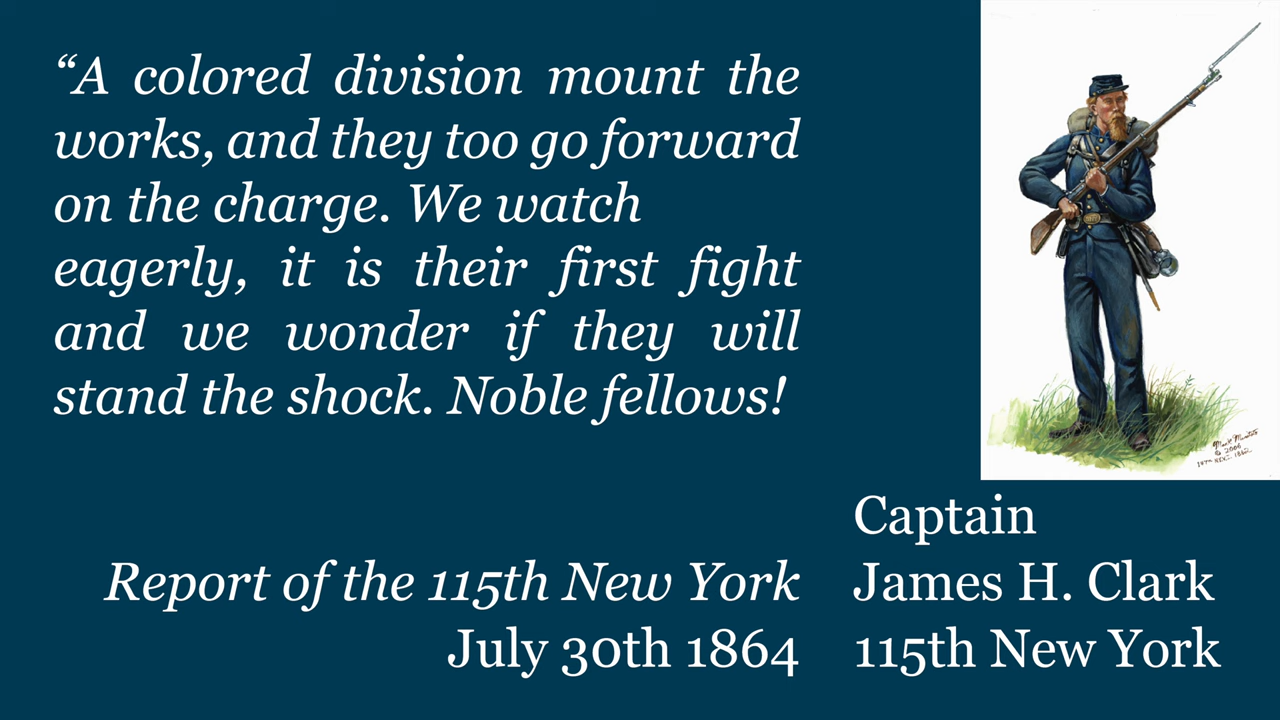 “A colored division mount the
works, and they too go forward
on the charge. We watch
eagerly, it is their first fight
and we wonder if they will
stand the shock. Noble fellows!
Report of the 115th New York
July 30th 1864
Captain
James H. Clark
115th New York
© 2006